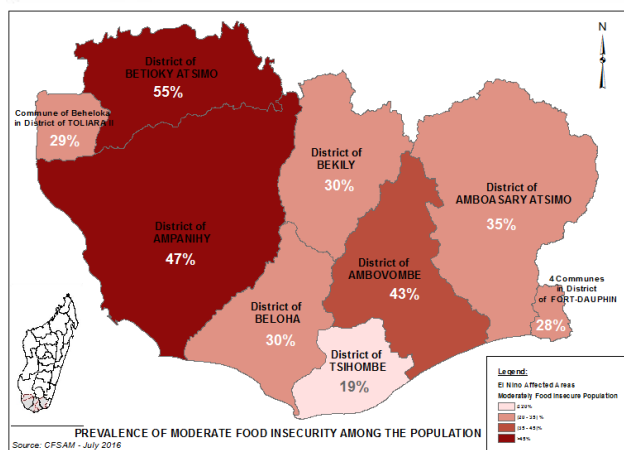 N
District of
BETIOKY ATSIMO
55%
Commune of Beheloka
in District of TOLIARA II
29%
District of
BEKILY
30%
District of
AMBOASARY ATSIMO
35%
District of
AMPANIHY
47%
District of
AMBOVOMBE
43%
4 Communes
in District
of FORT-DAUPHIN
28%
District of
BELOHA
30%
District of
TSIHOMBE
19%
Legend:
El Nino Affected Areas
Moderately Food Insecure Population
PREVALENCE OF MODERATE FOOD INSECURITY AMONG THE POPULATION
Source: CFSAM - July 2016